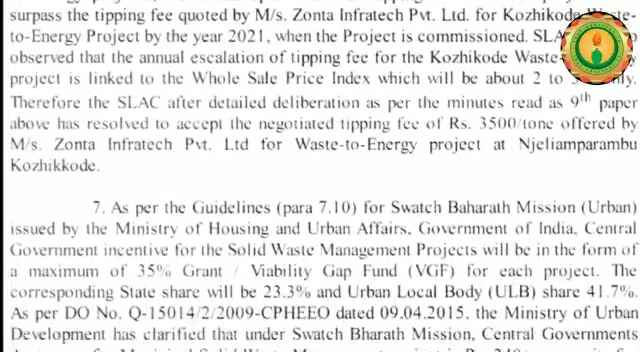 surpass the tipping fee quoted by M/s. Zonta Infratech Pvt. Ltd. for Kozhikode Waste-
to-Energy Project by the year 2021, when the Project is commissioned.
observed that the annual escalation of tipping fee for the Kozhikode Waste-
project is linked to the Whole Sale Price Index which will be about 2 to
Therefore the SLAC after detailed deliberation as per the minutes read as 9th paper
above has resolved to accept the negotiated tipping fee of Rs. 3500/tone offered by
M/s. Zonta Infratech Pvt. Ltd for Waste-to-Energy project at Njeliamparambu
Kozhikkode.
7. As per the Guidelines (para 7.10) for Swatch Baharath Mission (Urban)
issued by the Ministry of Housing and Urban Affairs, Government of India, Central
Government incentive for the Solid Waste Management Projects will be in the form of
a maximum of 35% Grant / Viability Gap Fund (VGF) for each project. The
corresponding State share will be 23.3% and Urban Local Body (ULB) share 41.7%.
As per DO No. Q-15014/2/2009-CPHEEO dated 09.04.2015, the Ministry of Urban
Development has clarified that under Swatch Bharath Mission, Central Governments